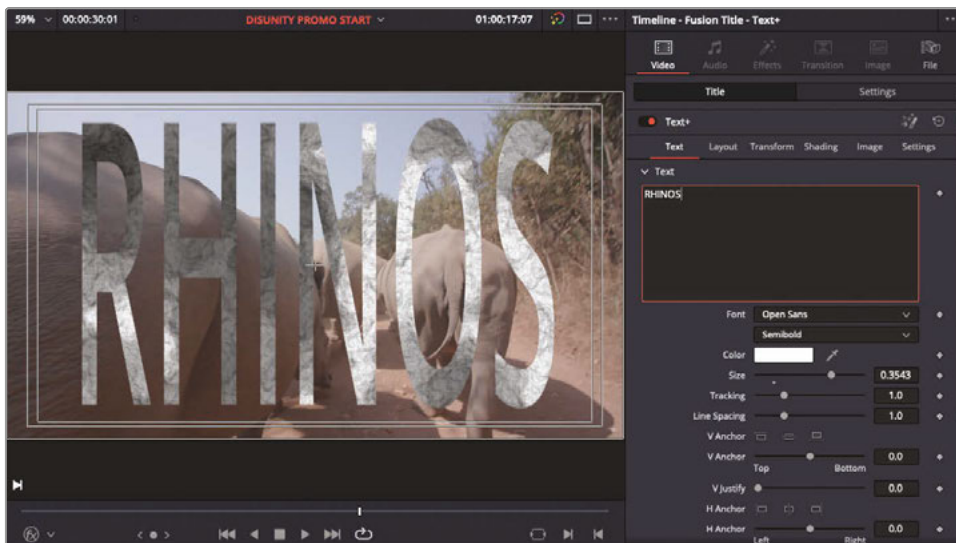 59% 00:00:30:01 DISUNITY PROMO START 01:00:17:07 Timeline - Fusion Title - Text+
Video Audio Effects Transition Image File
Title Settings
Text+
Text Layout Transform Shading Image Settings
Text
RHINOS
RHINOS
Font Open Sans
Semibold
Color
Size 0.3543
Tracking 1.0
Line Spacing 1.0
V Anchor
V Anchor 0.0
Top Bottom
V Justify 0.0
H Anchor
H Anchor 0.0
Left Right